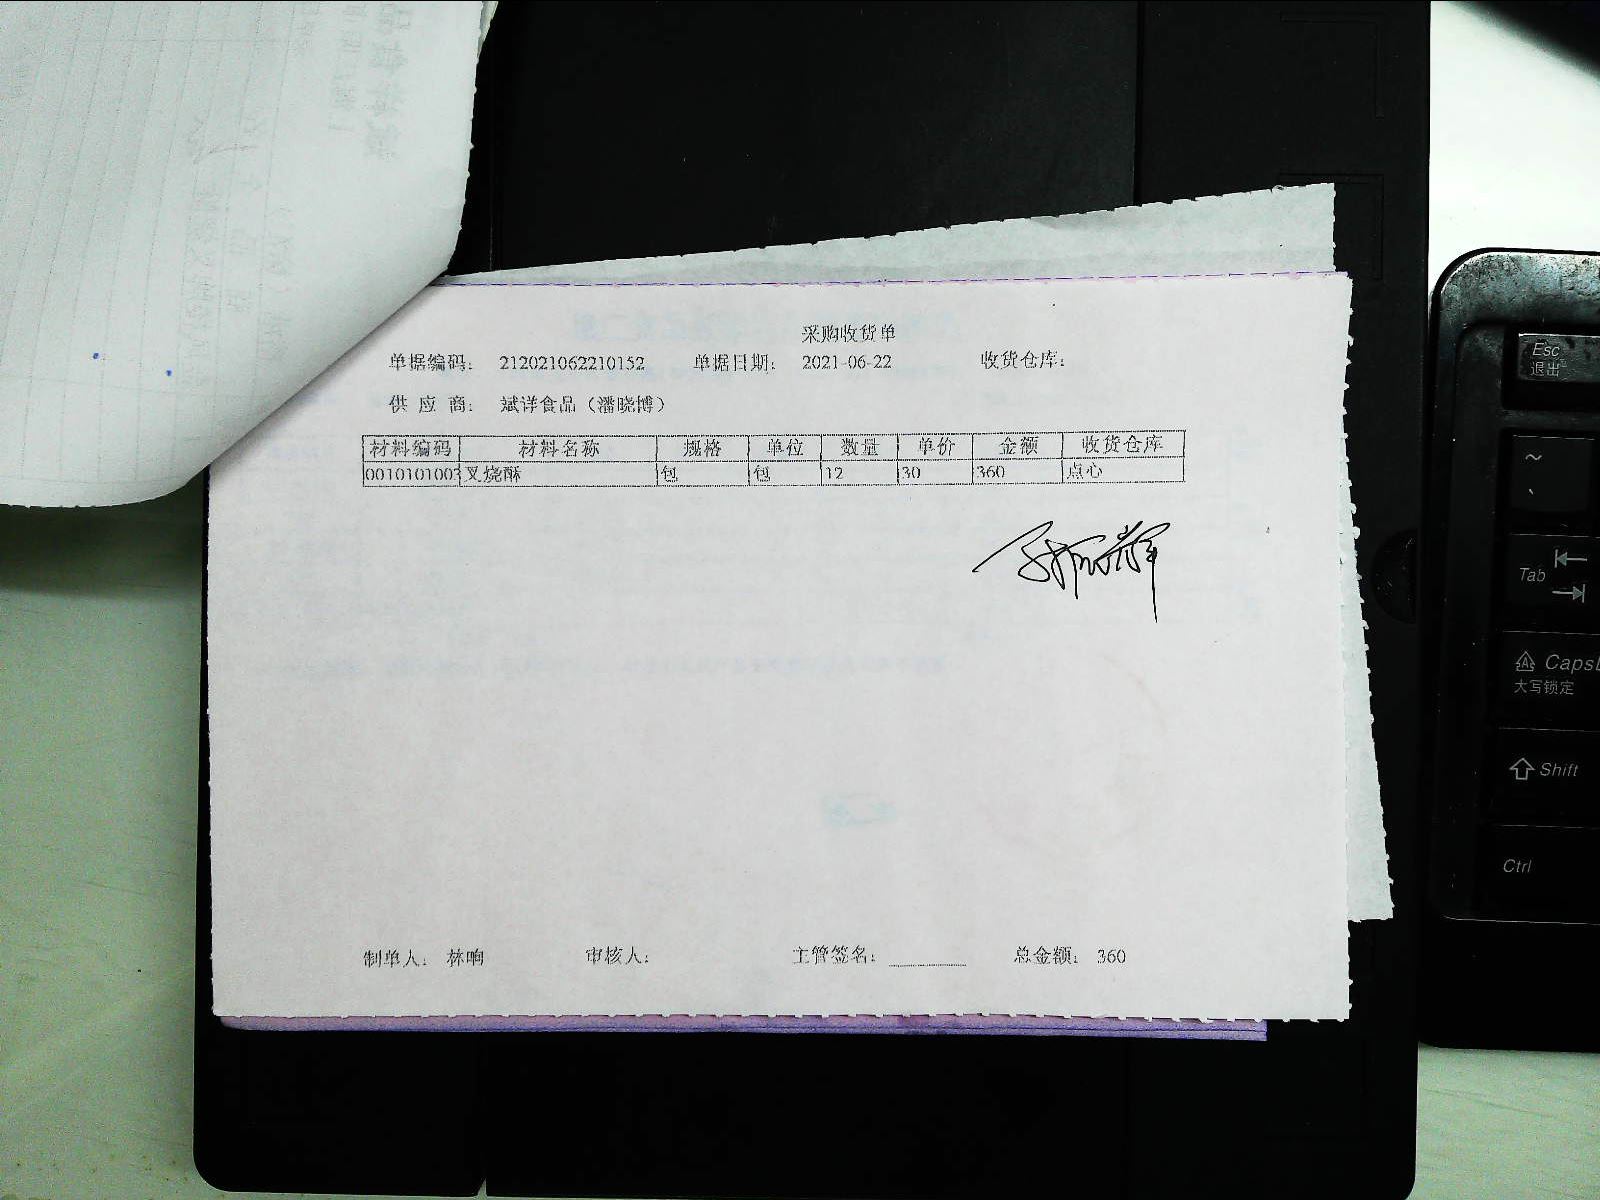 采购收货单
单据编码: 212021062210152 单据日期: 2021-06-22 收货仓库:
供应商: 斌详食品（潘晓博）
材料编码 材料名称 规格 单位 数量 单价 金额 收货仓库
0010101003 叉烧酥 包 包 12 30 360 点心
制单人: 林响 审核人: 主管签名: 总金额: 360
Esc
退出
~
Tab
CapsL
大写锁定
Shift
Ctrl